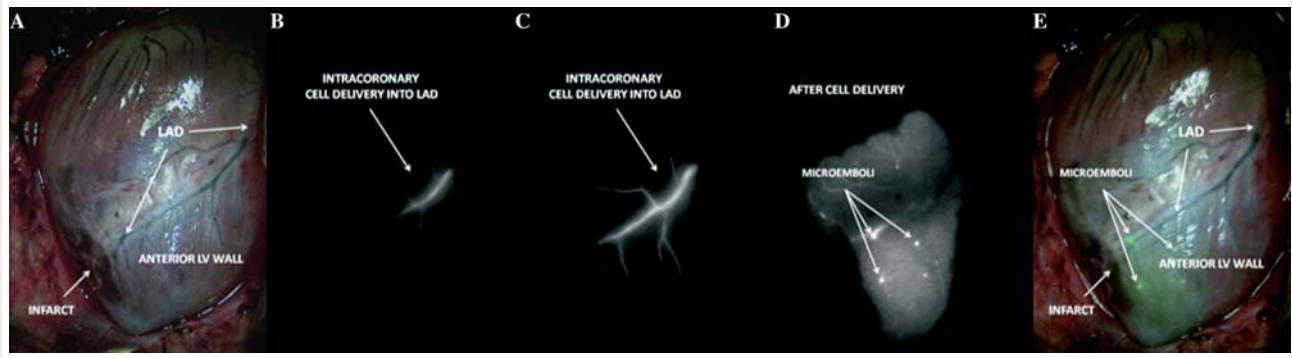 A
LAD
ANTERIOR LV WALL
INFARCT
B
INTRACORONARY
CELL DELIVERY INTO LAD
C
INTRACORONARY
CELL DELIVERY INTO LAD
D
AFTER CELL DELIVERY
MICROEMBOLI
E
LAD
MICROEMBOLI
ANTERIOR LV WALL
INFARCT